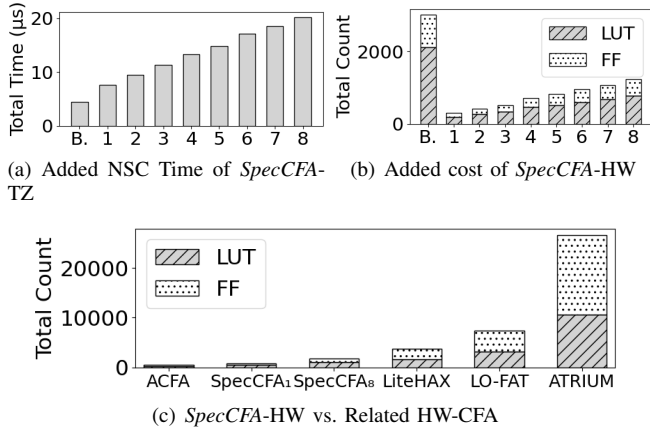 Total Time (μs)
20
10
0
B. 1 2 3 4 5 6 7 8
(a) Added NSC Time of SpecCFA-
TZ
Total Count
2000
0
LUT
FF
B. 1 2 3 4 5 6 7 8
(b) Added cost of SpecCFA-HW
Total Count
20000
10000
0
LUT
FF
ACFA SpecCFA₁ SpecCFA₈ LiteHAX LO-FAT ATRIUM
(c) SpecCFA-HW vs. Related HW-CFA